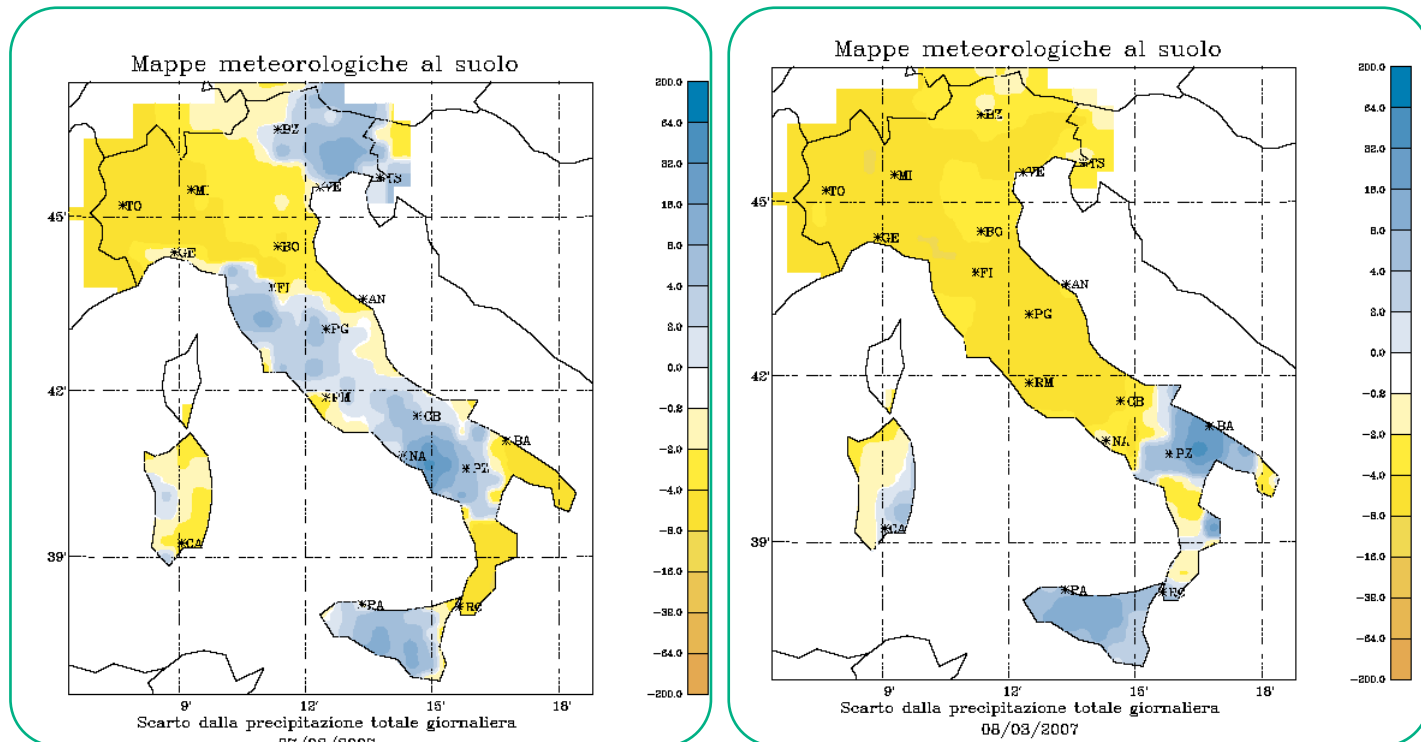 Mappe meteorologiche al suolo
*BZ
*VE
*TS
*MI
*TO
*BO
*GE
*FI
*AN
*PG
*RM
*CB
*BA
*NA
*PZ
*CA
*PA
*RC
45'
42'
39'
9'
12'
15'
18'
200.0
64.0
32.0
16.0
8.0
4.0
2.0
0.0
-0.2
-2.0
-4.0
-8.0
-16.0
-32.0
-64.0
-200.0
Scarto dalla precipitazione totale giornaliera
Mappe meteorologiche al suolo
*BZ
*TS
*VE
*MI
*TO
*BO
*GE
*FI
*AN
*PG
*RM
*CB
*BA
*NA
*PZ
*CA
*PA
*RC
45'
42'
39'
9'
12'
15'
18'
200.0
64.0
32.0
16.0
8.0
4.0
2.0
0.0
-0.2
-2.0
-4.0
-8.0
-16.0
-32.0
-64.0
-200.0
Scarto dalla precipitazione totale giornaliera
08/03/2007